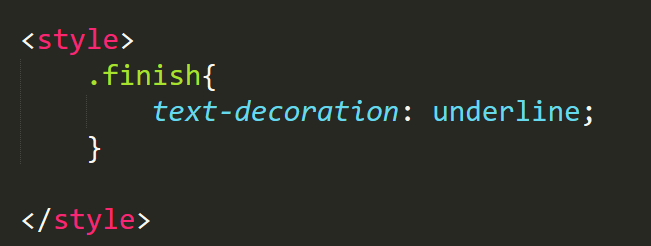 <style>
.finish{
text-decoration: underline;
}
</style>